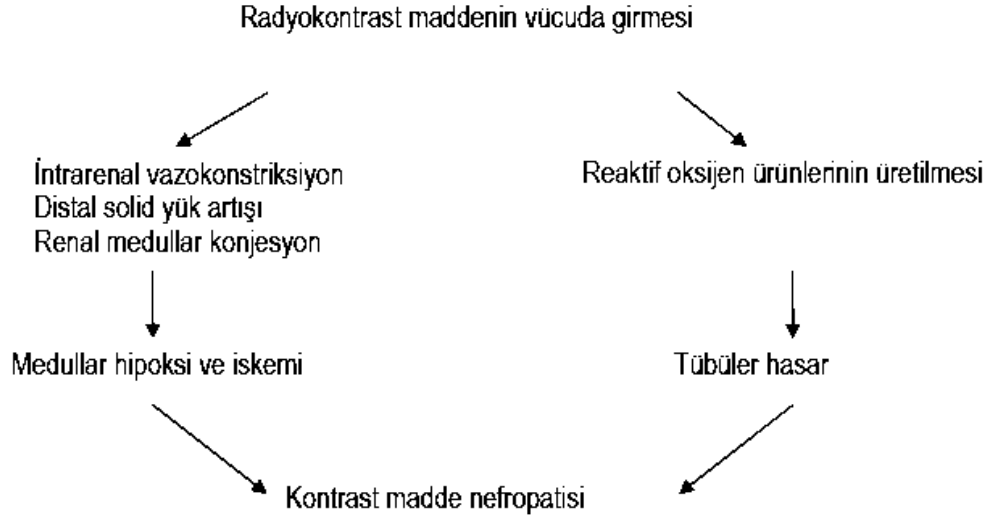 Radyokontrast maddenin vücuda girmesi
İntrarenal vazokonstriksiyon
Distal solid yük artışı
Renal medullar konjesyon
Reaktif oksijen ürünlerinin üretilmesi
Medullar hipoksi ve iskemi
Tübüler hasar
Kontrast madde nefropatisi